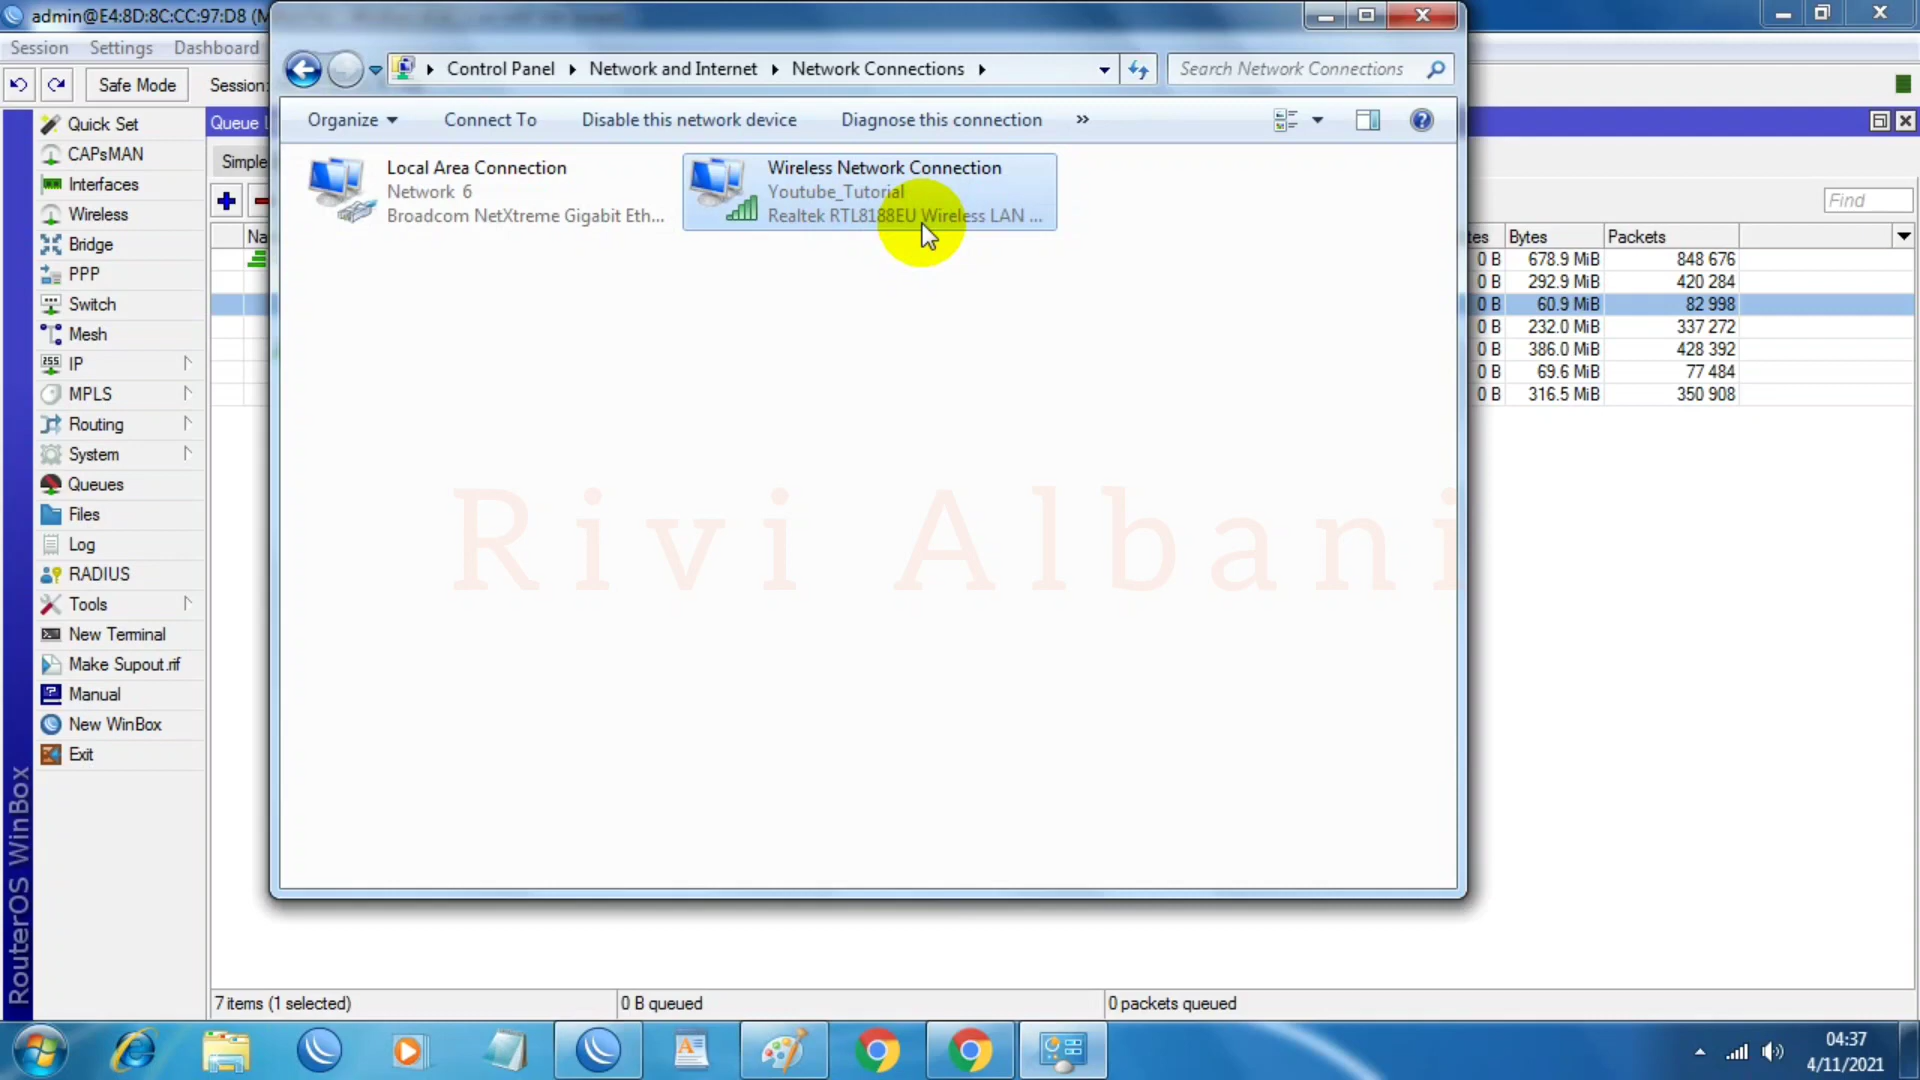 admin@E4:8D:8C:CC:97:D8 (M
Session Settings Dashboard
Safe Mode Session:
Control Panel Network and Internet Network Connections
Search Network Connections
Organize Connect To Disable this network device Diagnose this connection »
Local Area Connection
Network 6
Broadcom NetXtreme Gigabit Eth...
Wireless Network Connection
Youtube_Tutorial
Realtek RTL8188EU Wireless LAN ...
Quick Set
CAPsMAN
Interfaces
Wireless
Bridge
PPP
Switch
Mesh
IP
MPLS
Routing
System
Queues
Files
Log
RADIUS
Tools
New Terminal
Make Supout.rif
Manual
New WinBox
Exit
RouterOS WinBox
Queue L
Simple
Na
Find
tes Bytes Packets
0 B 678.9 MiB 848 676
0 B 292.9 MiB 420 284
0 B 60.9 MiB 82 998
0 B 232.0 MiB 337 272
0 B 386.0 MiB 428 392
0 B 69.6 MiB 77 484
0 B 316.5 MiB 350 908
Rivi Albani
7 items (1 selected) 0 B queued 0 packets queued
04:37
4/11/2021